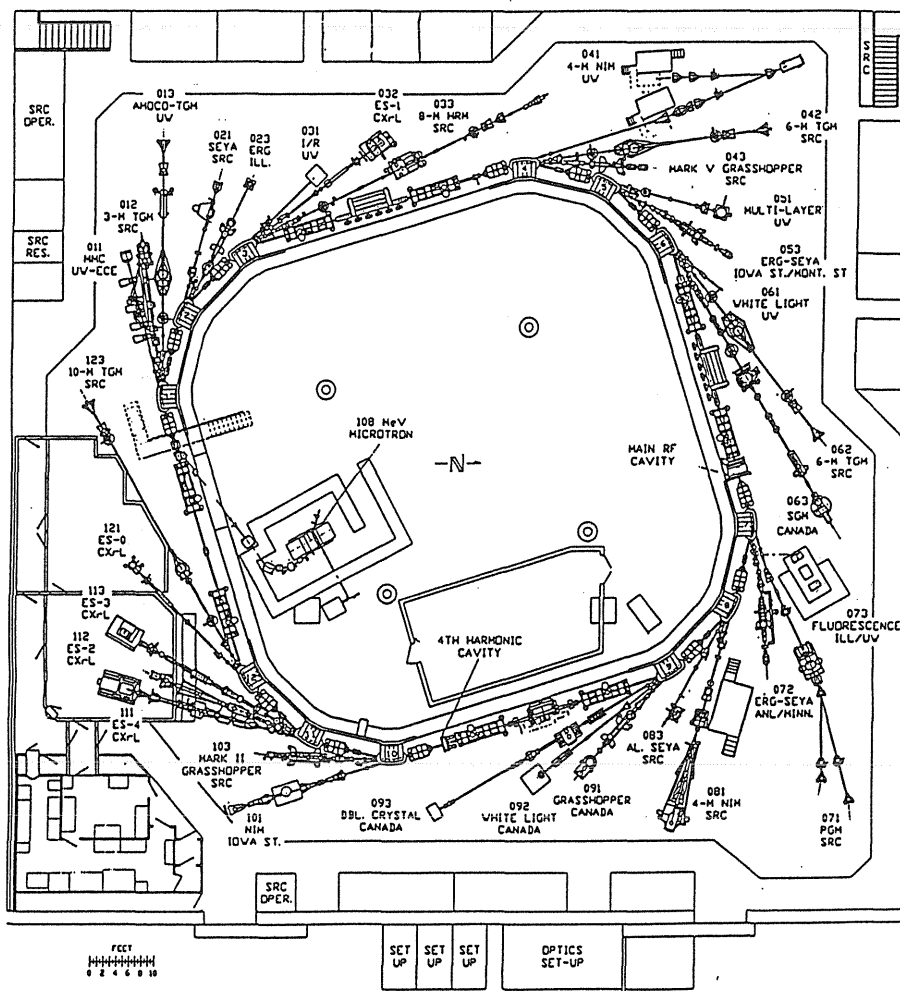 SRC
OPER.
SRC
RES.
013
AMOCO-TGM
UV
021
SEYA
SRC
023
ERG
ILL.
031
I/R
UV
032
ES-1
CXrL
033
8-M HRM
SRC
041
4-M NIM
UV
SRC
042
6-M TGM
SRC
043
MARK V GRASSHOPPER
SRC
051
MULTI-LAYER
UV
053
ERG-SEYA
IOWA ST./MONT. ST
061
WHITE LIGHT
UV
062
6-M TGM
SRC
063
SGM
CANADA
012
3-M TGM
SRC
011
HHC
UV-ECE
123
10-M TGM
SRC
108 MeV
MICROTRON
-N-
MAIN RF
CAVITY
121
ES-0
CXrL
113
ES-3
CXrL
112
ES-2
CXrL
111
ES-4
CXrL
4TH HARMONIC
CAVITY
073
FLUORESCENCE
ILL/UV
072
ERG-SEYA
ANL/MINN.
071
PGM
SRC
083
AL. SEYA
SRC
081
4-M NIM
SRC
091
GRASSHOPPER
CANADA
092
WHITE LIGHT
CANADA
093
DBL. CRYSTAL
CANADA
103
MARK II
GRASSHOPPER
SRC
101
NIM
IOWA ST.
SRC
OPER.
FEET
0 2 4 6 8 10
SET
UP
SET
UP
SET
UP
OPTICS
SET-UP